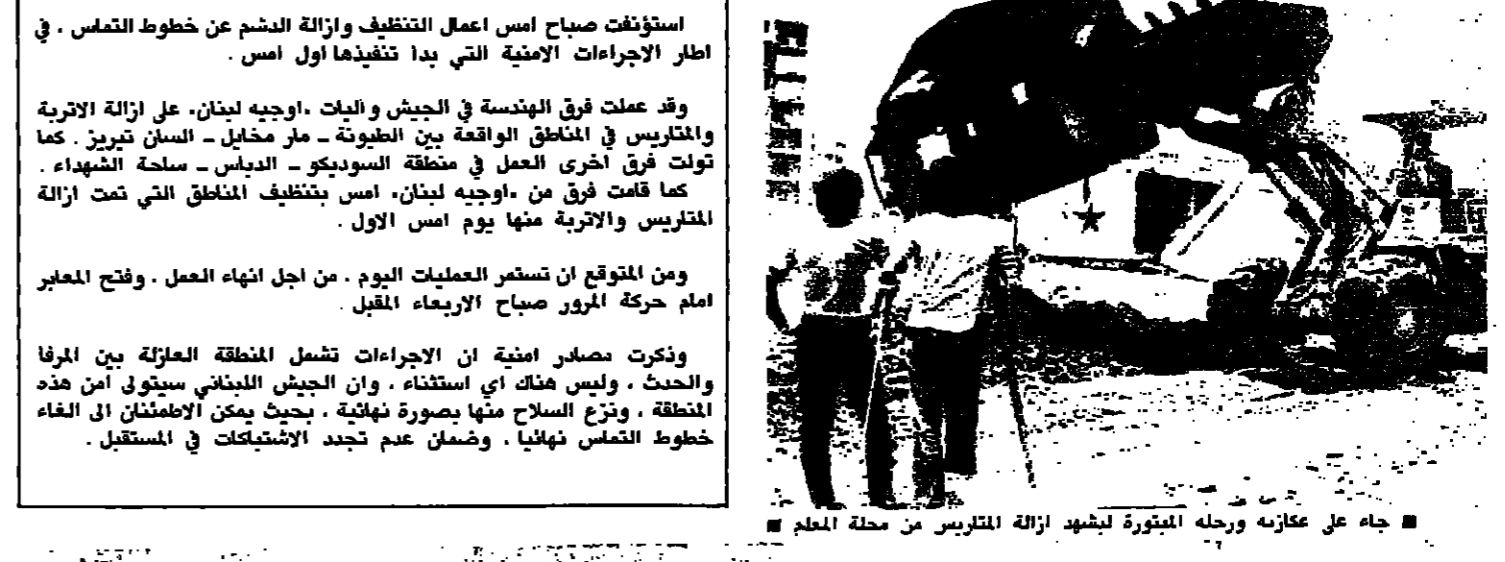 استؤنفت صباح امس اعمال التنظيف وازالة الدشم عن خطوط التماس ، في
اطار الاجراءات الامنية التي بدا تنفيذها اول امس .
وقد عملت فرق الهندسة في الجيش وآليات «اوجيه لبنان» على ازالة الاتربة
والمتاريس في المناطق الواقعة بين الطيونة ـ مار مخايل ـ السان تيريز . كما
تولت فرق اخرى العمل في منطقة السوديكو ـ الدباس ـ ساحة الشهداء .
كما قامت فرق من «اوجيه لبنان» امس بتنظيف المناطق التي تمت ازالة
المتاريس والاتربة منها يوم امس الاول .
ومن المتوقع ان تستمر العمليات اليوم ، من اجل انهاء العمل ، وفتح المعابر
امام حركة المرور صباح الاربعاء المقبل .
وذكرت مصادر امنية ان الاجراءات تشمل المنطقة العازلة بين المرفا
والحدث ، وليس هناك اي استثناء ، وان الجيش اللبناني سيتولى امن هذه
المنطقة ، ونزع السلاح منها بصورة نهائية ، بحيث يمكن الاطمئنان الى الغاء
خطوط التماس نهائيا ، وضمان عدم تجدد الاشتباكات في المستقبل .
■ جاء على عكازيه ورجله المبتورة ليشهد ازالة المتاريس من محلة المعلم ■